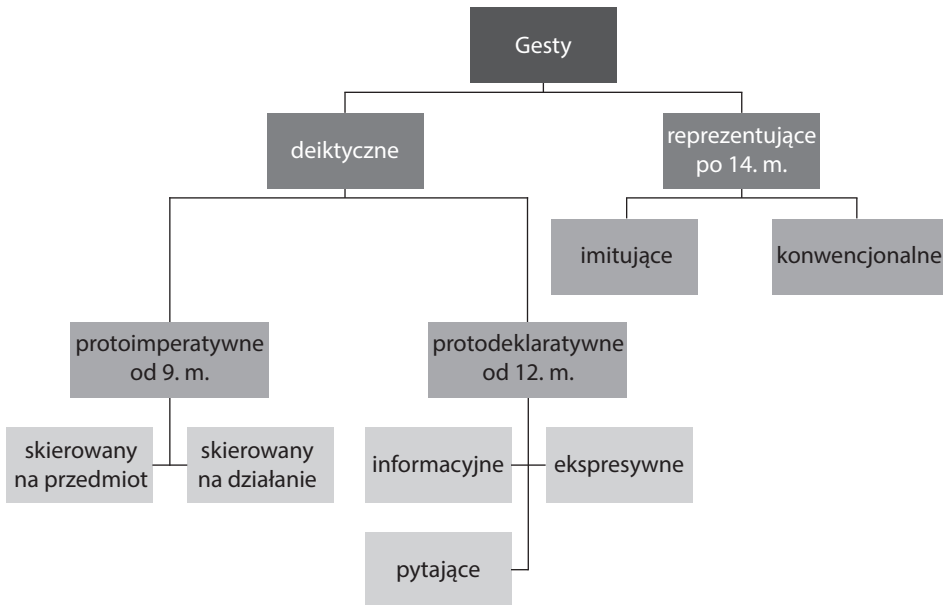 Gesty
deiktyczne
reprezentujące
po 14. m.
imitujące
konwencjonalne
protoimperatywne
od 9. m.
protodeklaratywne
od 12. m.
skierowany
na przedmiot
skierowany
na działanie
informacyjne
ekspresywne
pytające